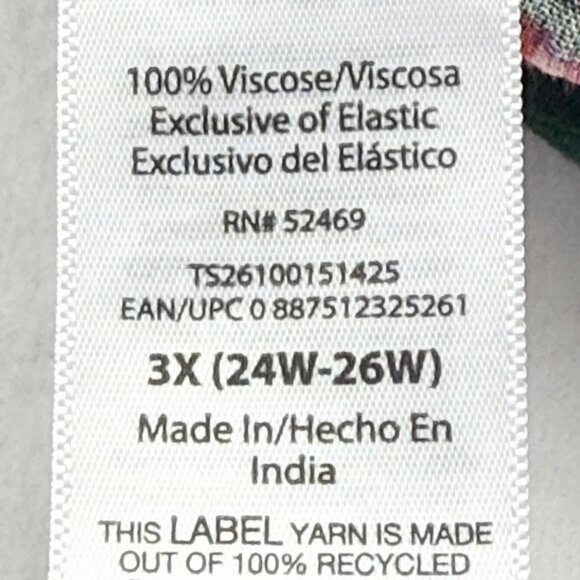 100% Viscose/Viscosa
Exclusive of Elastic
Exclusivo del Elástico
RN# 52469
TS26100151425
EAN/UPC 0 887512325261
3X (24W-26W)
Made In/Hecho En
India
THIS LABEL YARN IS MADE
OUT OF 100% RECYCLED